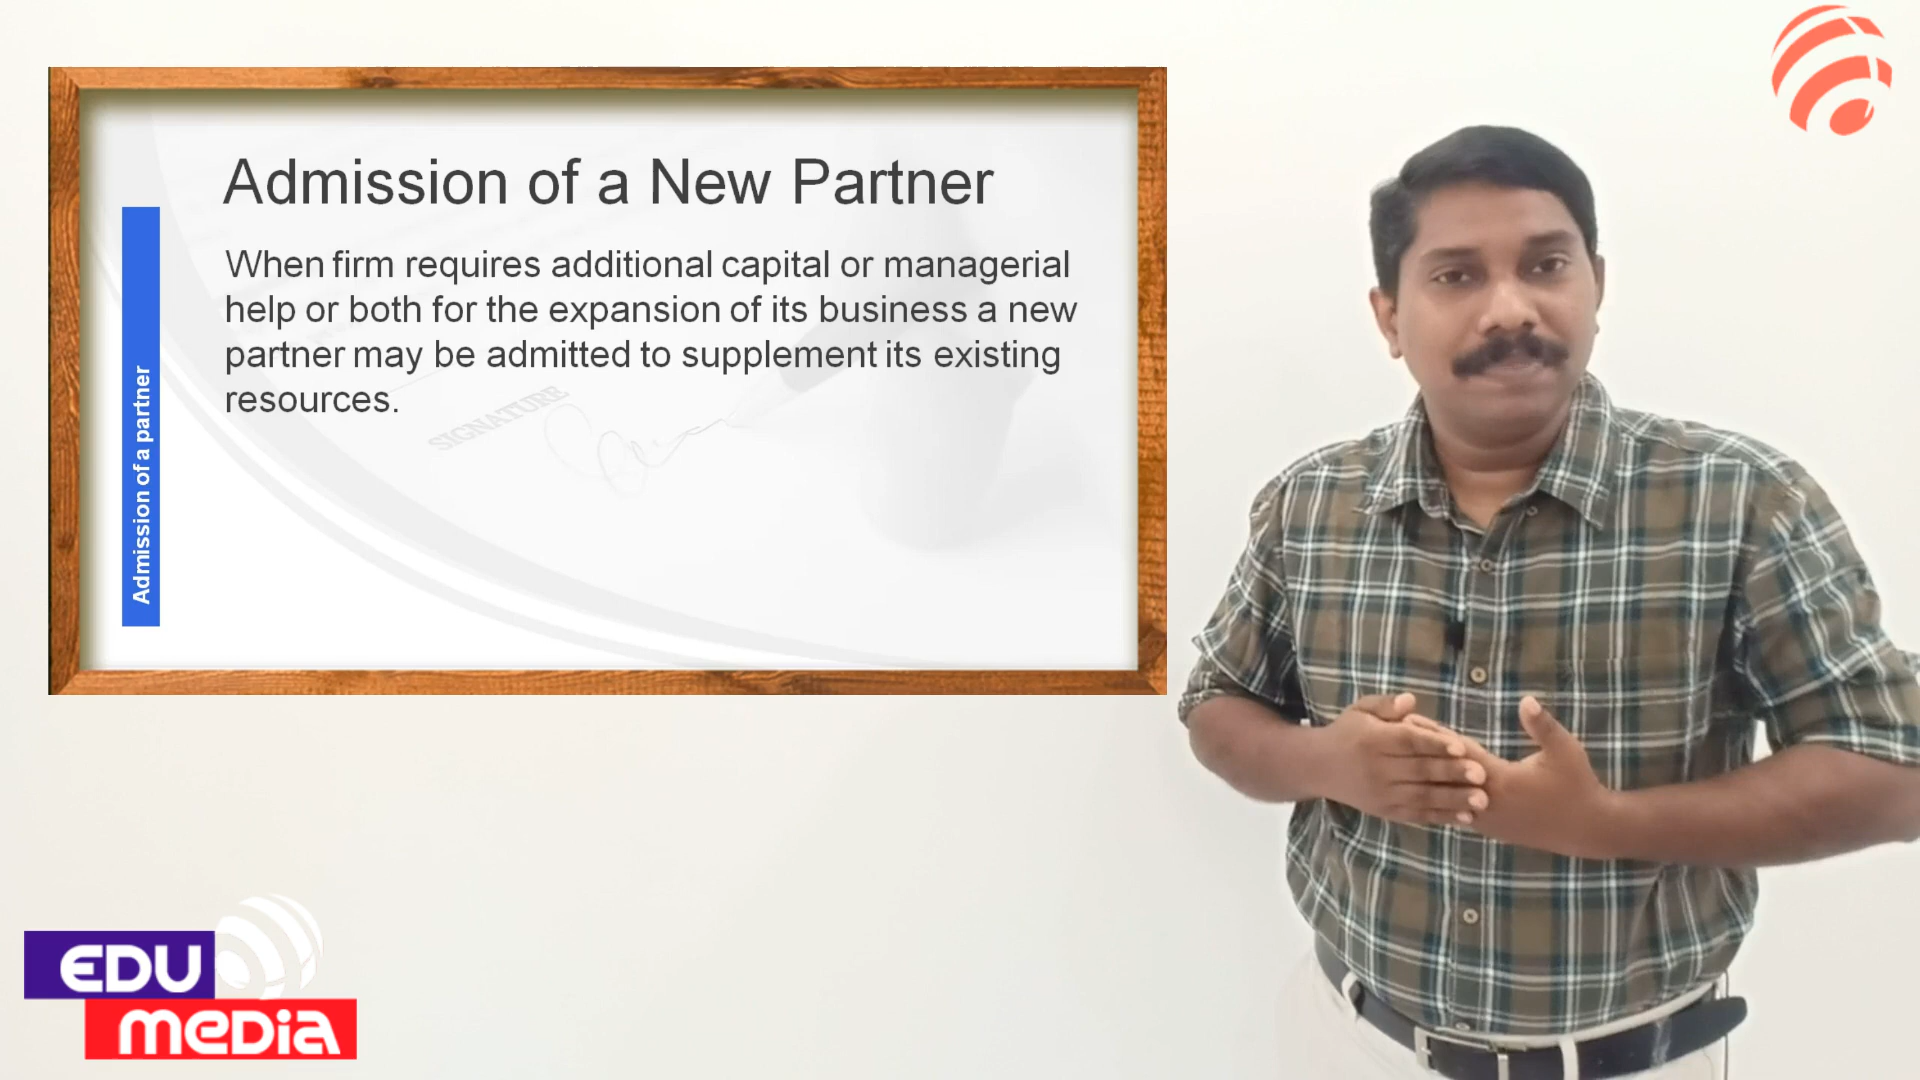 Admission of a New Partner
When firm requires additional capital or managerial
help or both for the expansion of its business a new
partner may be admitted to supplement its existing
resources.
SIGNATURE
Admission of a partner
EDU
MEDIA